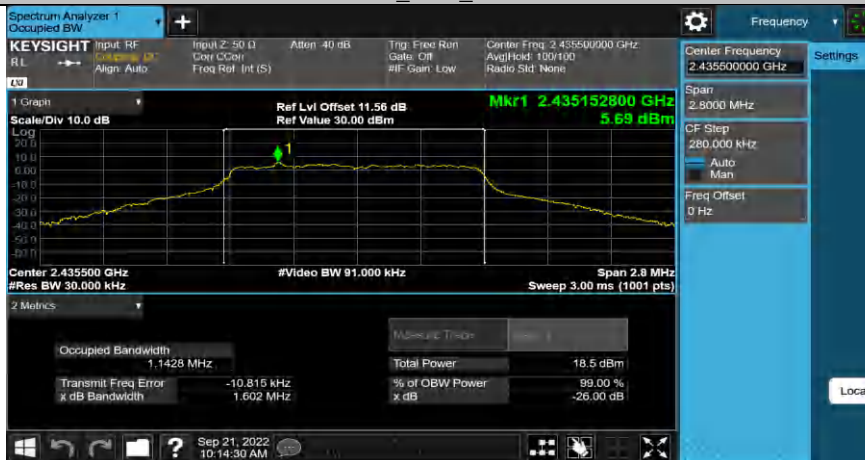 Spectrum Analyzer 1
Occupied BW
+
Frequency
KEYSIGHT Input: RF Input Z: 50 Ω Atten: 40 dB Trig: Free Run Center Freq: 2.435500000 GHz
RL Corr CCorr Gate: Off Avg|Hold: 100/100
Align: Auto Freq Ref: Int (S) #IF Gain: Low Radio Std: None
LXI
Center Frequency
2.435500000 GHz
Settings
Span
2.8000 MHz
CF Step
280.000 kHz
Auto
Man
Freq Offset
0 Hz
1 Graph
Ref Lvl Offset 11.56 dB
Mkr1 2.435152800 GHz
Scale/Div 10.0 dB
Ref Value 30.00 dBm
5.69 dBm
Log
20.0
10.0
0.00
-10.0
-20.0
-30.0
-40.0
-50.0
-60.0
1
Center 2.435500 GHz #Video BW 91.000 kHz Span 2.8 MHz
#Res BW 30.000 kHz Sweep 3.00 ms (1001 pts)
2 Metrics
Measure Trace
Occupied Bandwidth
1.1428 MHz
Total Power 18.5 dBm
Transmit Freq Error -10.815 kHz % of OBW Power 99.00 %
x dB Bandwidth 1.602 MHz x dB -26.00 dB
Loca
? Sep 21, 2022
10:14:30 AM